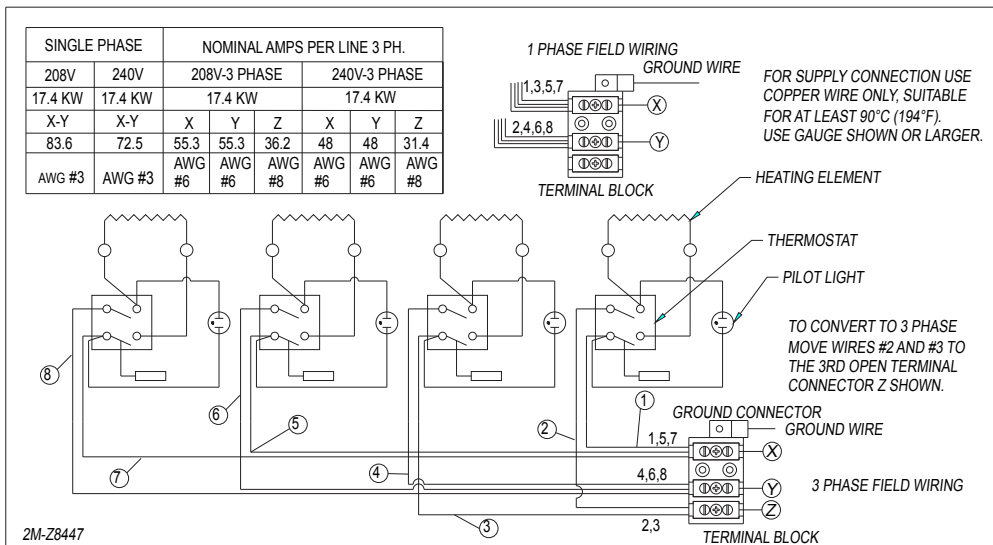 SINGLE PHASE NOMINAL AMPS PER LINE 3 PH.
208V 240V 208V-3 PHASE 240V-3 PHASE
17.4 KW 17.4 KW 17.4 KW 17.4 KW
X-Y X-Y X Y Z X Y Z
83.6 72.5 55.3 55.3 36.2 48 48 31.4
AWG #3 AWG #3 AWG #6 AWG #6 AWG #8 AWG #6 AWG #6 AWG #8
1 PHASE FIELD WIRING
GROUND WIRE
1,3,5,7
X
2,4,6,8
Y
TERMINAL BLOCK
FOR SUPPLY CONNECTION USE
COPPER WIRE ONLY, SUITABLE
FOR AT LEAST 90°C (194°F).
USE GAUGE SHOWN OR LARGER.
HEATING ELEMENT
THERMOSTAT
PILOT LIGHT
TO CONVERT TO 3 PHASE
MOVE WIRES #2 AND #3 TO
THE 3RD OPEN TERMINAL
CONNECTOR Z SHOWN.
8
6
5
2
1
7
4
3
GROUND CONNECTOR
GROUND WIRE
1,5,7
X
4,6,8
Y
3 PHASE FIELD WIRING
Z
2,3
TERMINAL BLOCK
2M-Z8447